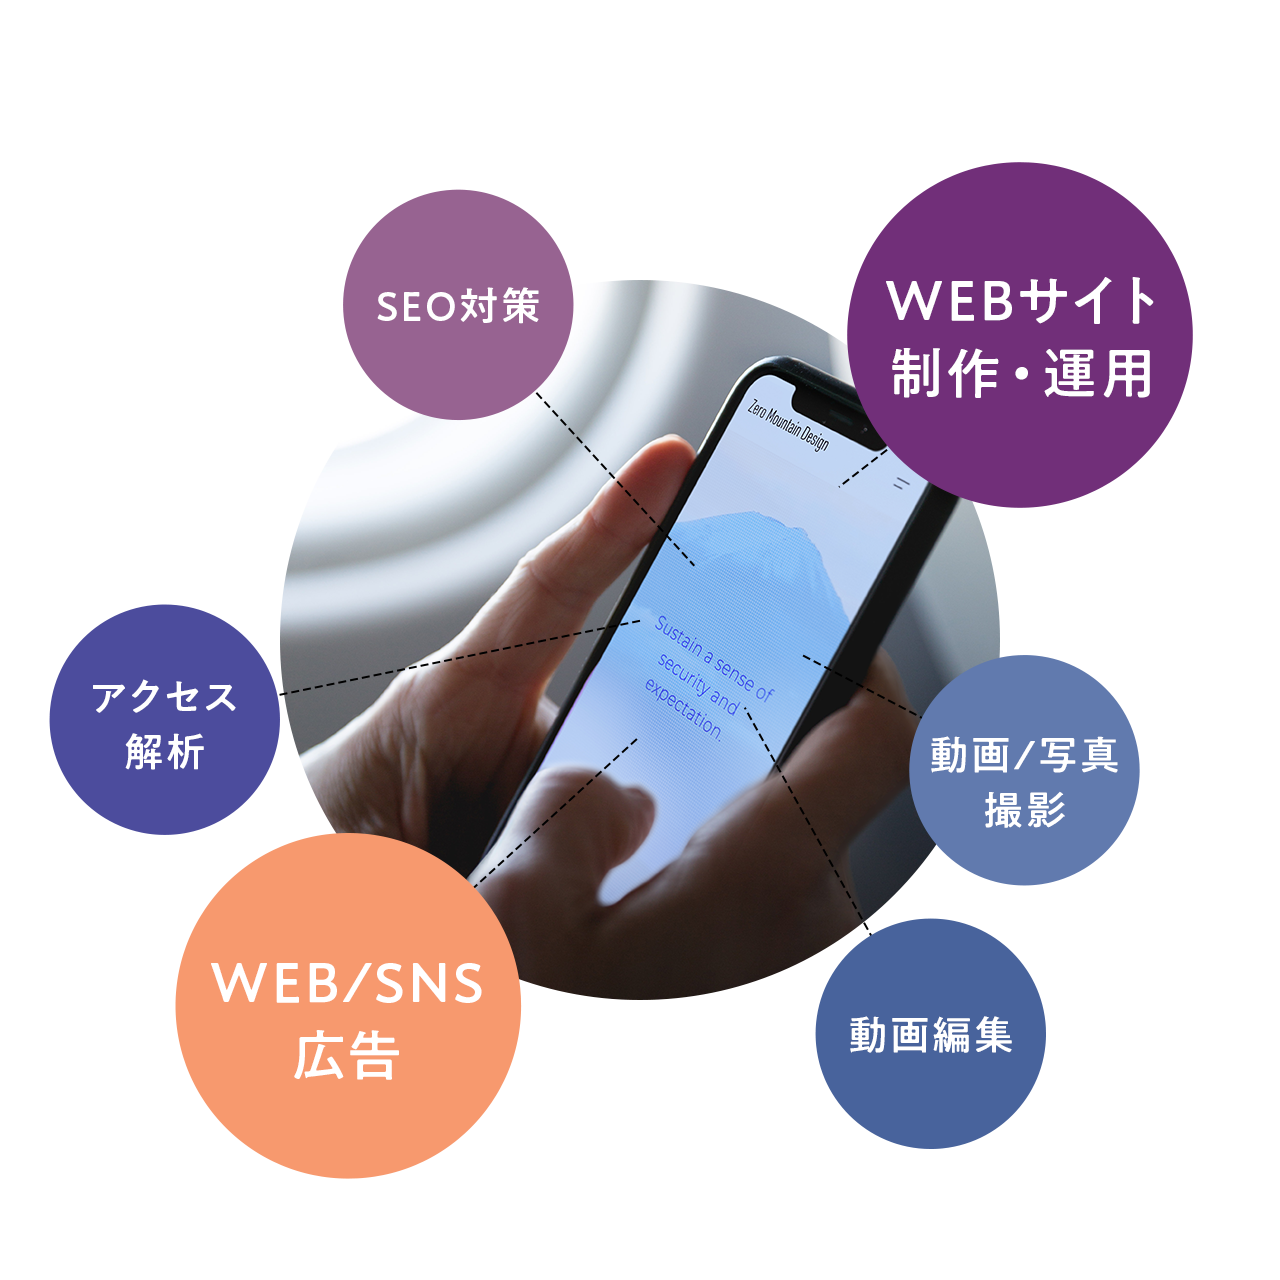 SEO対策
WEBサイト
制作・運用
Zero Mountain Design
Sustain a sense of
security and
expectation.
アクセス
解析
動画/写真
撮影
WEB/SNS
広告
動画編集